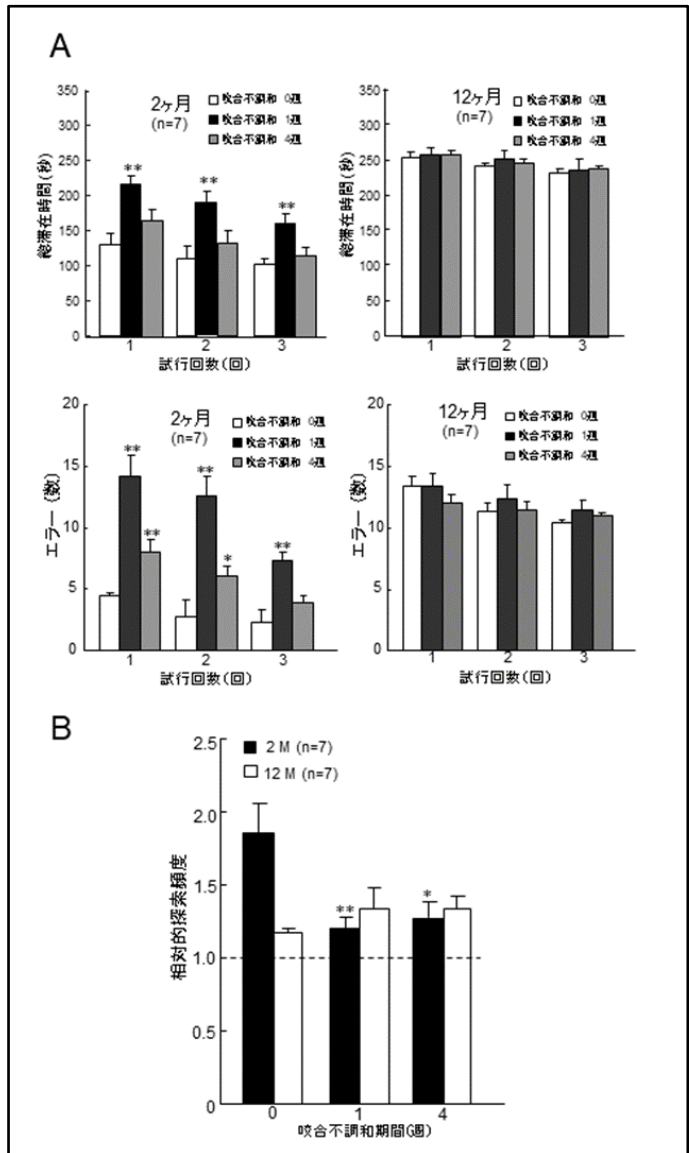 A
2ヶ月
(n=7)
咬合不調和 0週
咬合不調和 1週
咬合不調和 4週
総滞在時間(秒)
350
300
250
200
150
100
50
0
**
**
**
1 2 3
試行回数(回)
12ヶ月
(n=7)
咬合不調和 0週
咬合不調和 1週
咬合不調和 4週
350
300
250
200
150
100
50
0
1 2 3
試行回数(回)
2ヶ月
(n=7)
咬合不調和 0週
咬合不調和 1週
咬合不調和 4週
エラー(数)
20
15
10
5
0
**
**
**
*
**
1 2 3
試行回数(回)
12ヶ月
(n=7)
咬合不調和 0週
咬合不調和 1週
咬合不調和 4週
20
15
10
5
0
1 2 3
試行回数(回)
B
2 M (n=7)
12 M (n=7)
相対的探索頻度
2.5
2.0
1.5
1.0
0.5
0
**
*
0 1 4
咬合不調和期間(週)